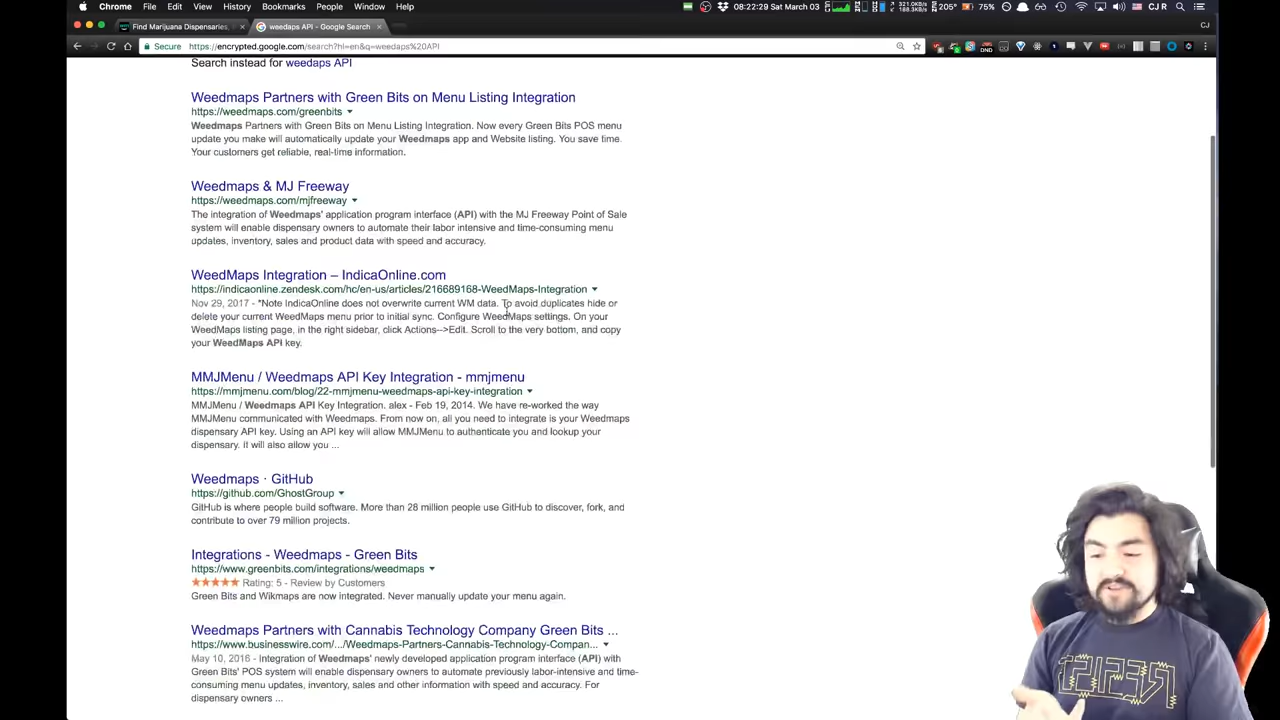 Chrome File Edit View History Bookmarks People Window Help
08:22:29 Sat March 03
75%
Find Marijuana Dispensaries,
weedaps API - Google Search
CJ
Secure https://encrypted.google.com/search?hl=en&q=weedaps%20API
Search instead for weedaps API
Weedmaps Partners with Green Bits on Menu Listing Integration
https://weedmaps.com/greenbits
Weedmaps Partners with Green Bits on Menu Listing Integration. Now every Green Bits POS menu
update you make will automatically update your Weedmaps app and Website listing. You save time.
Your customers get reliable, real-time information.
Weedmaps & MJ Freeway
https://weedmaps.com/mjfreeway
The integration of Weedmaps' application program interface (API) with the MJ Freeway Point of Sale
system will enable dispensary owners to automate their labor intensive and time-consuming menu
updates, inventory, sales and product data with speed and accuracy.
WeedMaps Integration – IndicaOnline.com
https://indicaonline.zendesk.com/hc/en-us/articles/216689168-WeedMaps-Integration
Nov 29, 2017 - *Note IndicaOnline does not overwrite current WM data. To avoid duplicates hide or
delete your current WeedMaps menu prior to initial sync. Configure WeedMaps settings. On your
WeedMaps listing page, in the right sidebar, click Actions-->Edit. Scroll to the very bottom, and copy
your WeedMaps API key.
MMJMenu / Weedmaps API Key Integration - mmjmenu
https://mmjmenu.com/blog/22-mmjmenu-weedmaps-api-key-integration
MMJMenu / Weedmaps API Key Integration. alex - Feb 19, 2014. We have re-worked the way
MMJMenu communicated with Weedmaps. From now on, all you need to integrate is your Weedmaps
dispensary API key. Using an API key will allow MMJMenu to authenticate you and lookup your
dispensary. It will also allow you ...
Weedmaps · GitHub
https://github.com/GhostGroup
GitHub is where people build software. More than 28 million people use GitHub to discover, fork, and
contribute to over 79 million projects.
Integrations - Weedmaps - Green Bits
https://www.greenbits.com/integrations/weedmaps
Rating: 5 - Review by Customers
Green Bits and Wikmaps are now integrated. Never manually update your menu again.
Weedmaps Partners with Cannabis Technology Company Green Bits ...
https://www.businesswire.com/.../Weedmaps-Partners-Cannabis-Technology-Compan...
May 10, 2016 - Integration of Weedmaps' newly developed application program interface (API) with
Green Bits' POS system will enable dispensary owners to automate previously labor-intensive and time-
consuming menu updates, inventory, sales and other information with speed and accuracy. For
dispensary owners ...